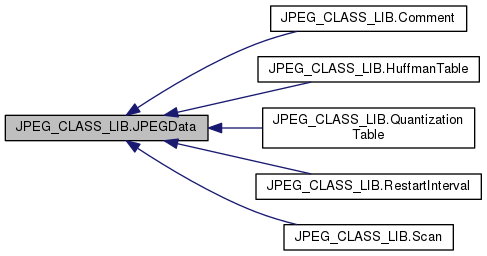 JPEG_CLASS_LIB.Comment
JPEG_CLASS_LIB.HuffmanTable
JPEG_CLASS_LIB.JPEGData
JPEG_CLASS_LIB.Quantization
Table
JPEG_CLASS_LIB.RestartInterval
JPEG_CLASS_LIB.Scan